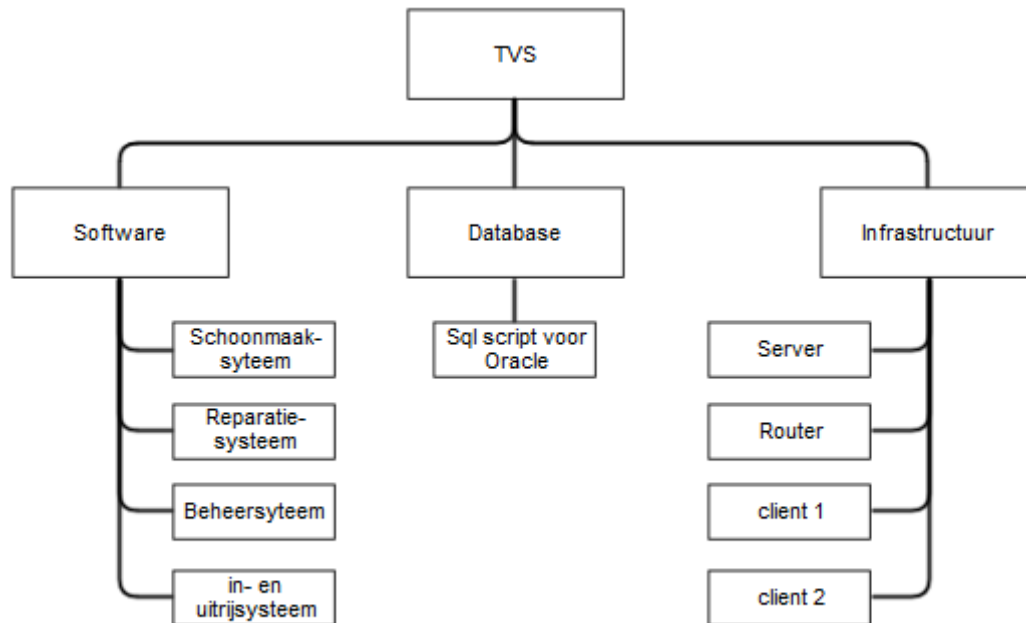 TVS
Software
Database
Infrastructuur
Schoonmaak-
syteem
Reparatie-
systeem
Beheersyteem
in- en
uitrijsysteem
Sql script voor
Oracle
Server
Router
client 1
client 2